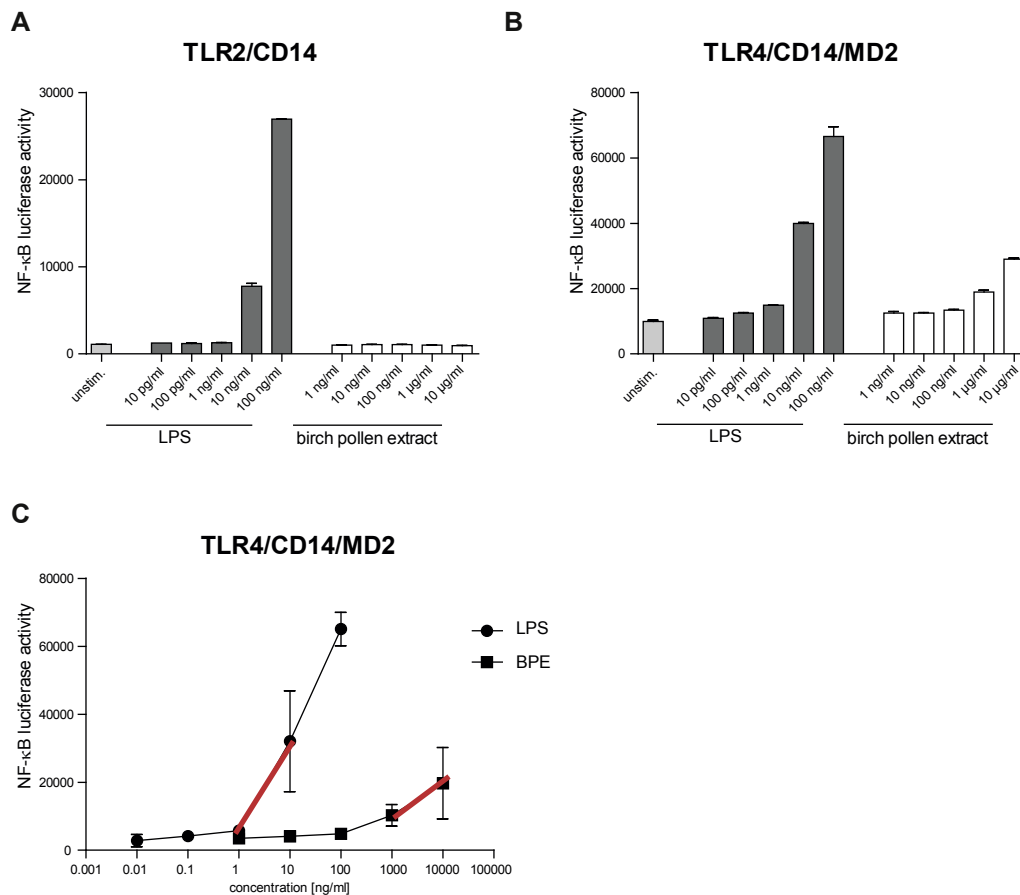 A
TLR2/CD14
NF-κB luciferase activity
30000
20000
10000
0
unstim.
10 pg/ml
100 pg/ml
1 ng/ml
10 ng/ml
100 ng/ml
1 ng/ml
10 ng/ml
100 ng/ml
1 µg/ml
10 µg/ml
LPS
birch pollen extract
B
TLR4/CD14/MD2
NF-κB luciferase activity
80000
60000
40000
20000
0
unstim.
10 pg/ml
100 pg/ml
1 ng/ml
10 ng/ml
100 ng/ml
1 ng/ml
10 ng/ml
100 ng/ml
1 µg/ml
10 µg/ml
LPS
birch pollen extract
C
TLR4/CD14/MD2
NF-κB luciferase activity
80000
60000
40000
20000
0
0.001 0.01 0.1 1 10 100 1000 10000 100000
concentration [ng/ml]
LPS
BPE